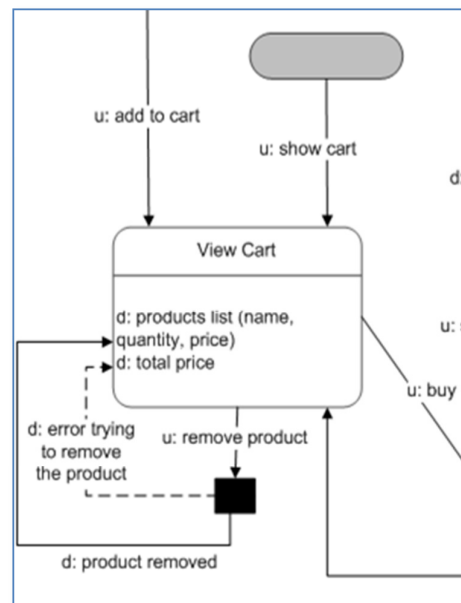 u: add to cart
u: show cart
d:
View Cart
d: products list (name,
quantity, price)
d: total price
u:
u: buy
d: error trying
to remove
the product
u: remove product
d: product removed